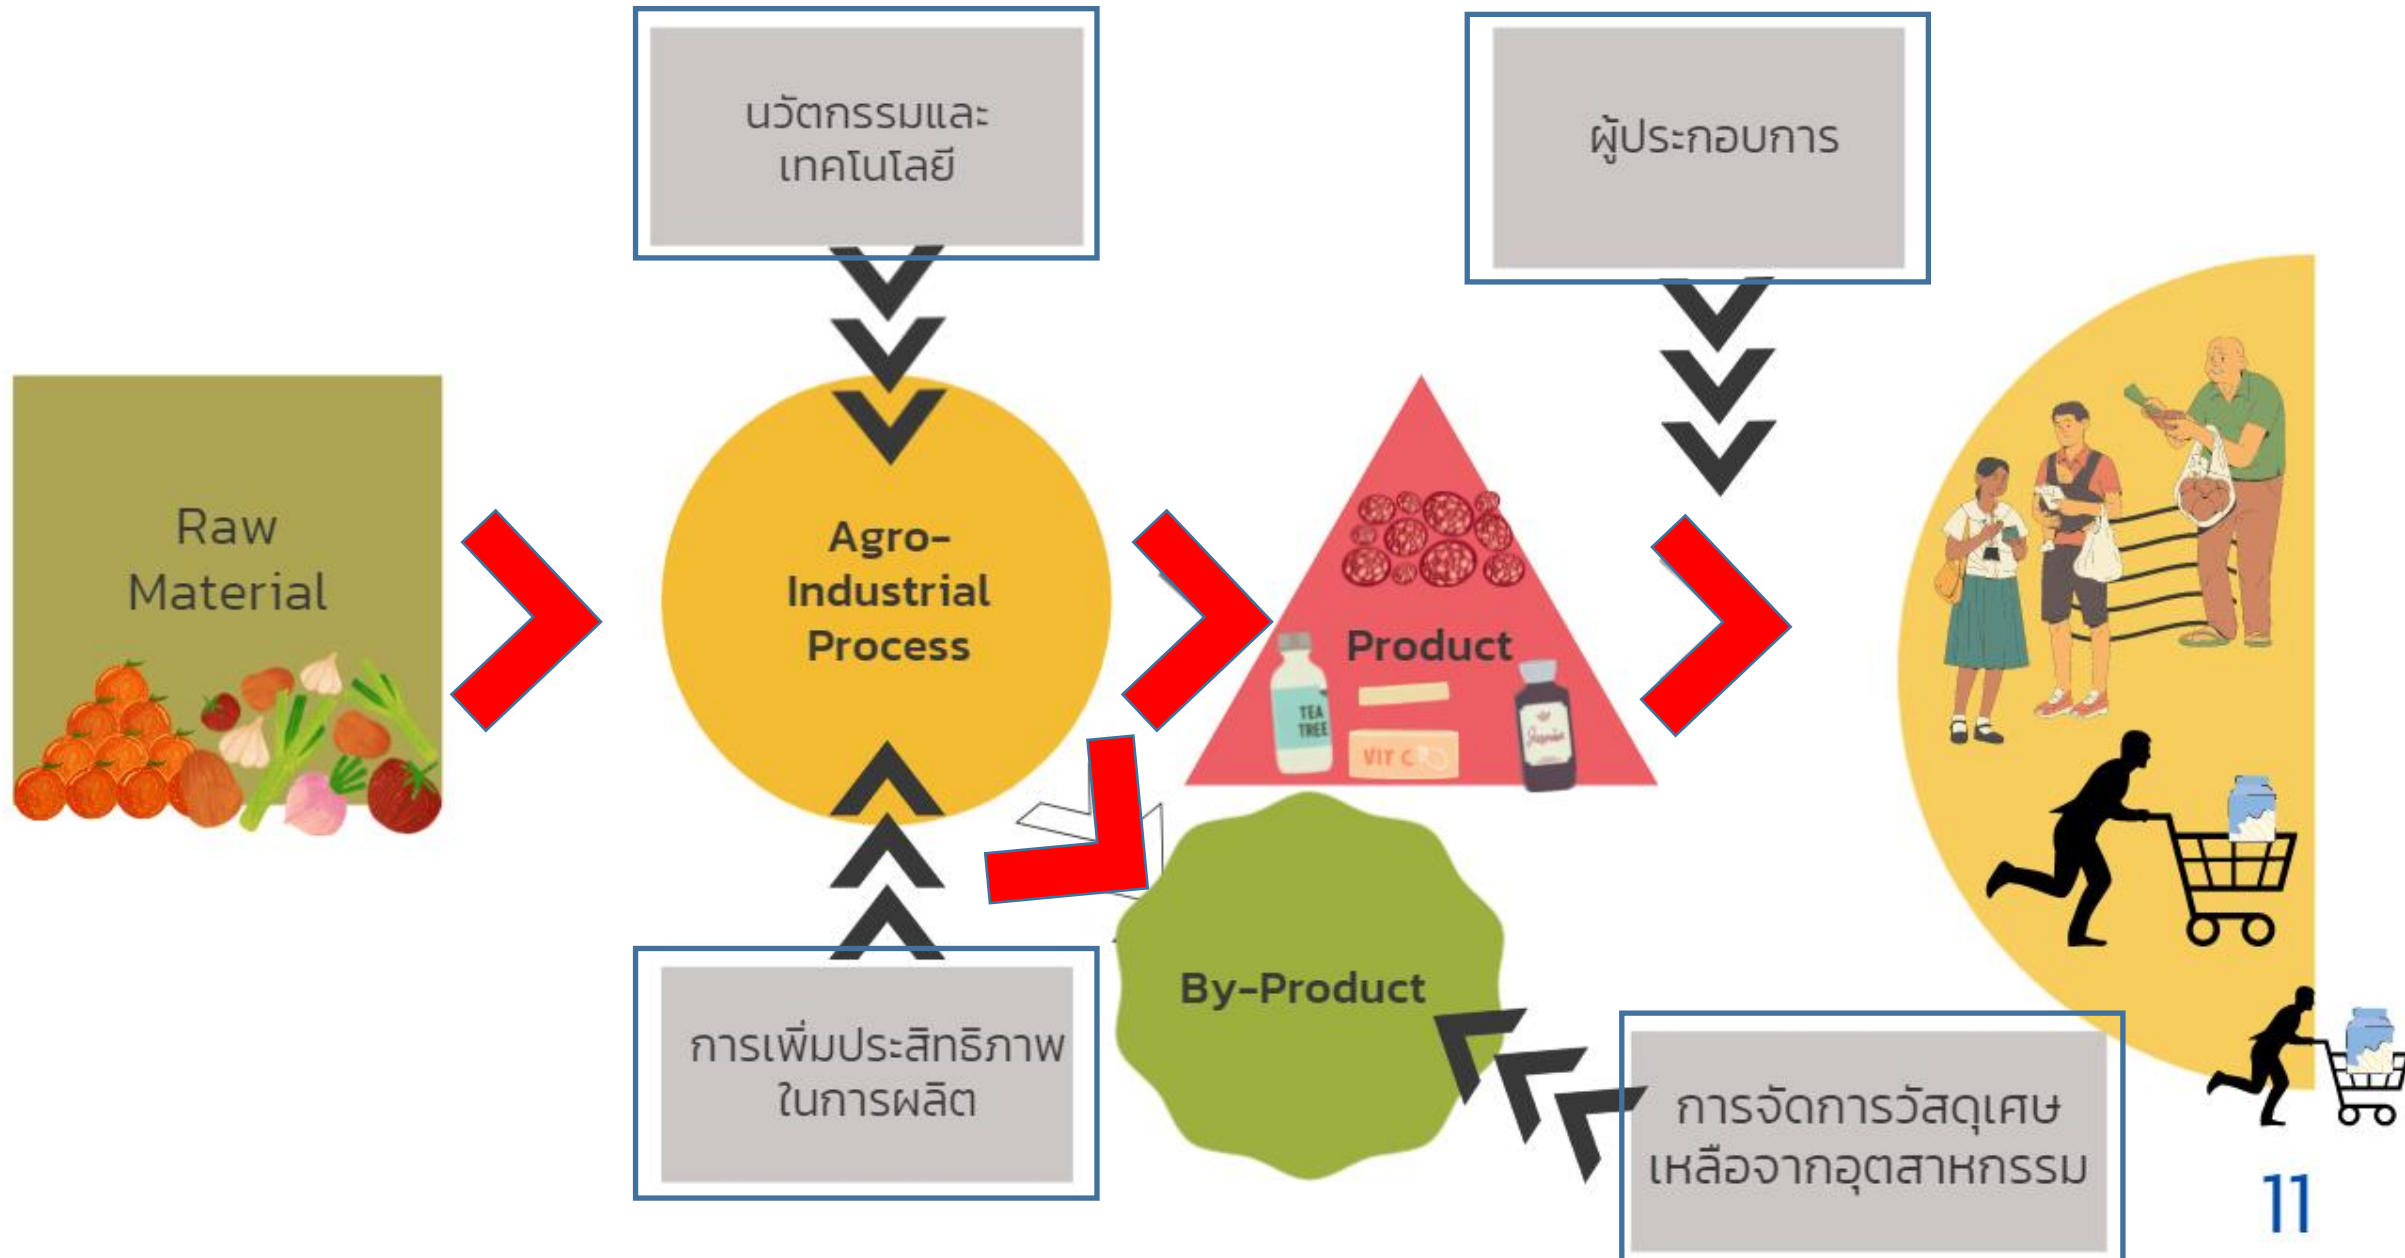 นวัตกรรมและ
เทคโนโลยี
ผู้ประกอบการ
Raw
Material
Agro-
Industrial
Process
Product
TEA
TREE
VIT C
Jasmin
By-Product
การเพิ่มประสิทธิภาพ
ในการผลิต
การจัดการวัสดุเศษ
เหลือจากอุตสาหกรรม
11